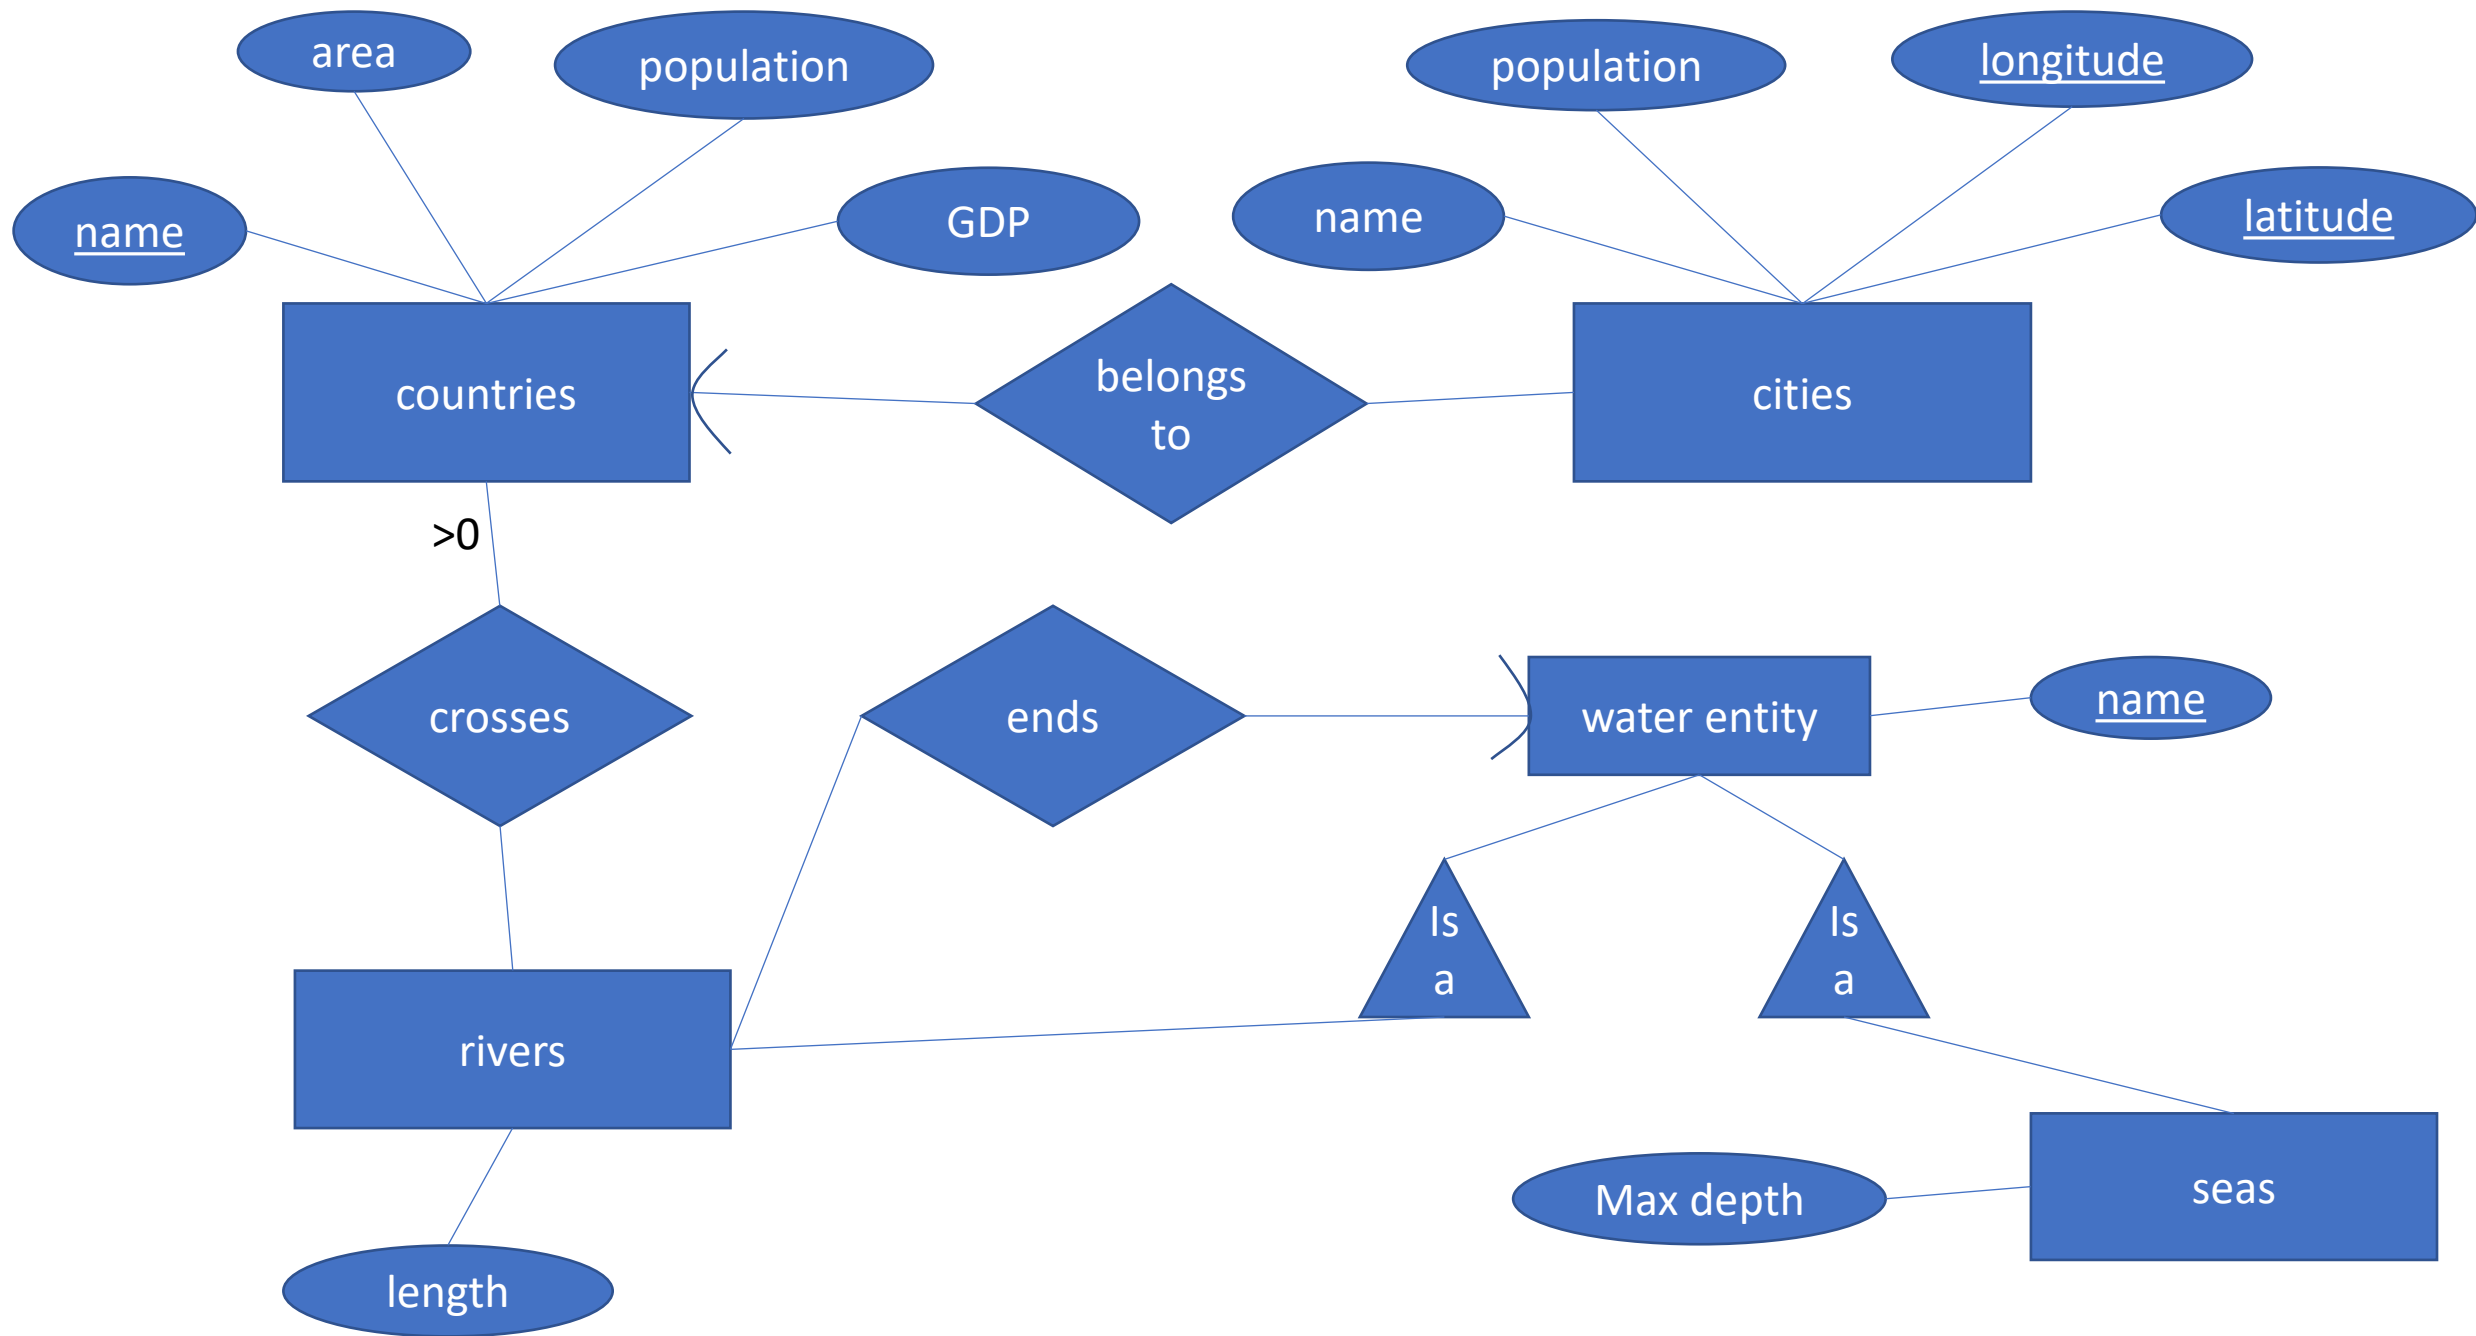 area
population
population
longitude
name
GDP
name
latitude
countries
belongs
to
cities
>0
crosses
ends
water entity
name
Is
a
Is
a
rivers
Max depth
seas
length